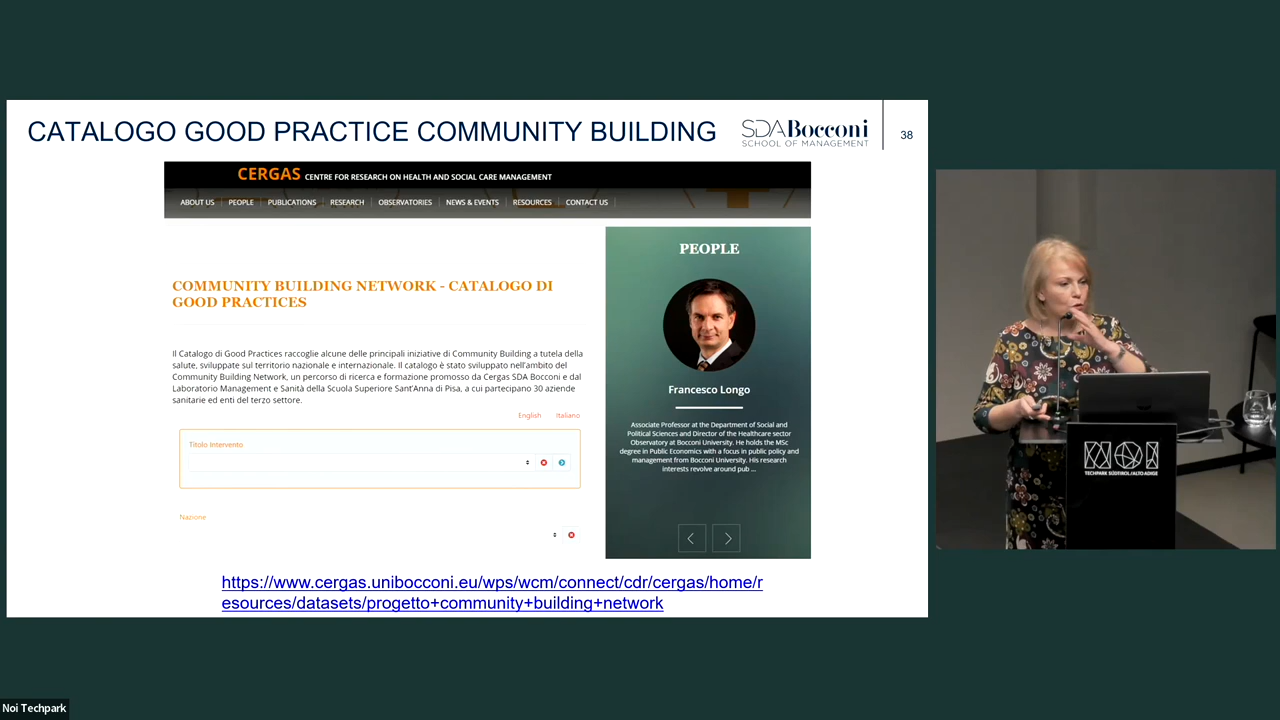 CATALOGO GOOD PRACTICE COMMUNITY BUILDING
SDA Bocconi
SCHOOL OF MANAGEMENT
38
CERGAS CENTRE FOR RESEARCH ON HEALTH AND SOCIAL CARE MANAGEMENT
ABOUT US PEOPLE PUBLICATIONS RESEARCH OBSERVATORIES NEWS & EVENTS RESOURCES CONTACT US
COMMUNITY BUILDING NETWORK - CATALOGO DI
GOOD PRACTICES
Il Catalogo di Good Practices raccoglie alcune delle principali iniziative di Community Building a tutela della
salute, sviluppate sul territorio nazionale e internazionale. Il catalogo è stato sviluppato nell'ambito del
Community Building Network, un percorso di ricerca e formazione promosso da Cergas SDA Bocconi e dal
Laboratorio Management e Sanità della Scuola Superiore Sant'Anna di Pisa, a cui partecipano 30 aziende
sanitarie ed enti del terzo settore.
English Italiano
Titolo Intervento
Nazione
PEOPLE
Francesco Longo
Associate Professor at the Department of Social and
Political Sciences and Director of the Healthcare sector
Observatory at Bocconi University. He holds the MSc
degree in Public Economics with a focus in public policy and
management from Bocconi University. His research
interests revolve around pub ...
https://www.cergas.unibocconi.eu/wps/wcm/connect/cdr/cergas/home/r
esources/datasets/progetto+community+building+network
NOI
TECHPARK SÜDTIROL/ALTO ADIGE
Noi Techpark